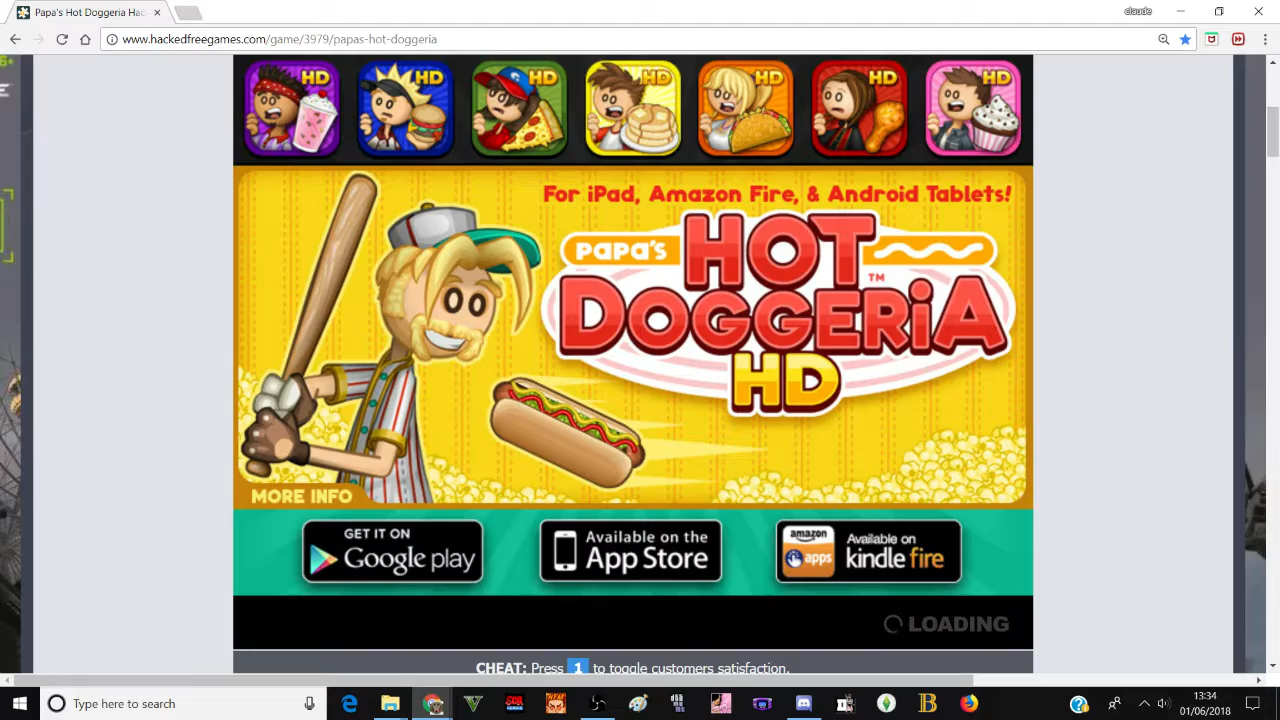 Papa's Hot Doggeria Hac
claude
www.hackedfreegames.com/game/3979/papas-hot-doggeria
HD HD HD HD HD HD HD
For iPad, Amazon Fire, & Android Tablets!
PAPA'S HOT
DOGGERiA
TM
HD
MORE INFO
GET IT ON
Google play
Available on the
App Store
amazon
apps
Available on
kindle fire
LOADING
CHEAT: Press 1 to toggle customers satisfaction.
Type here to search
13:34
01/06/2018